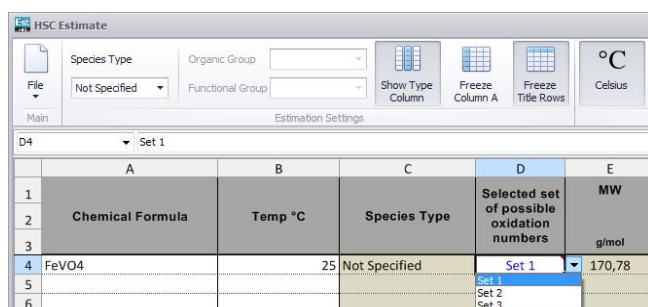 HSC Estimate
File
Main
Species Type
Not Specified
Organic Group
Functional Group
Show Type
Column
Freeze
Column A
Freeze
Title Rows
Estimation Settings
°C
Celsius
D4
Set 1
A B C D E
1
2
3
Chemical Formula
Temp °C
Species Type
Selected set
of possible
oxidation
numbers
MW
g/mol
4 FeVO4 25 Not Specified Set 1 170,78
5 Set 1
Set 2
6 Set 3